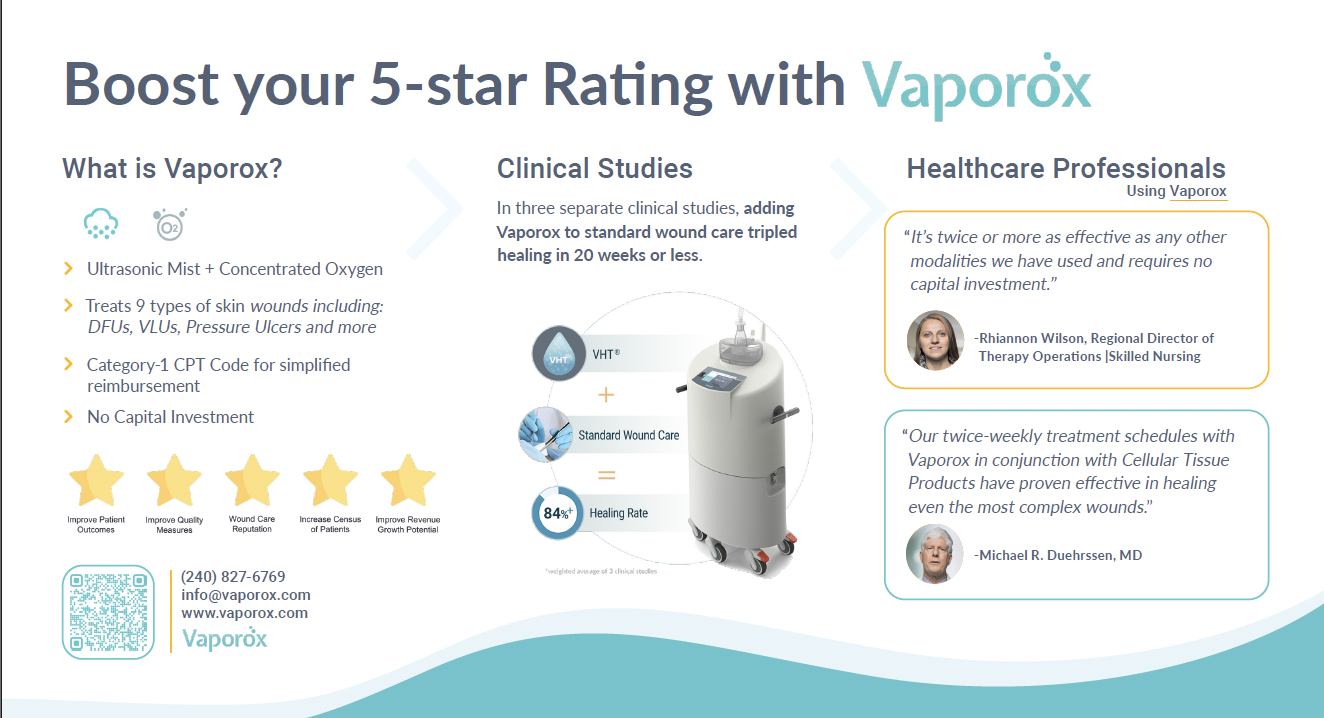 Boost your 5-star Rating with Vaporox
What is Vaporox?
O2
Ultrasonic Mist + Concentrated Oxygen
Treats 9 types of skin wounds including:
DFUs, VLUs, Pressure Ulcers and more
Category-1 CPT Code for simplified
reimbursement
No Capital Investment
Improve Patient
Outcomes
Improve Quality
Measures
Wound Care
Reputation
Increase Census
of Patients
Improve Revenue
Growth Potential
(240) 827-6769
info@vaporox.com
www.vaporox.com
Vaporox
Clinical Studies
In three separate clinical studies, adding
Vaporox to standard wound care tripled
healing in 20 weeks or less.
VHT
VHT®
+
Standard Wound Care
=
84%+
Healing Rate
*weighted average of 3 clinical studies
Healthcare Professionals
Using Vaporox
“It’s twice or more as effective as any other
modalities we have used and requires no
capital investment.”
-Rhiannon Wilson, Regional Director of
Therapy Operations |Skilled Nursing
“Our twice-weekly treatment schedules with
Vaporox in conjunction with Cellular Tissue
Products have proven effective in healing
even the most complex wounds.”
-Michael R. Duehrssen, MD